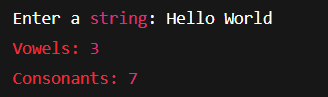 Enter a string: Hello World
Vowels: 3
Consonants: 7